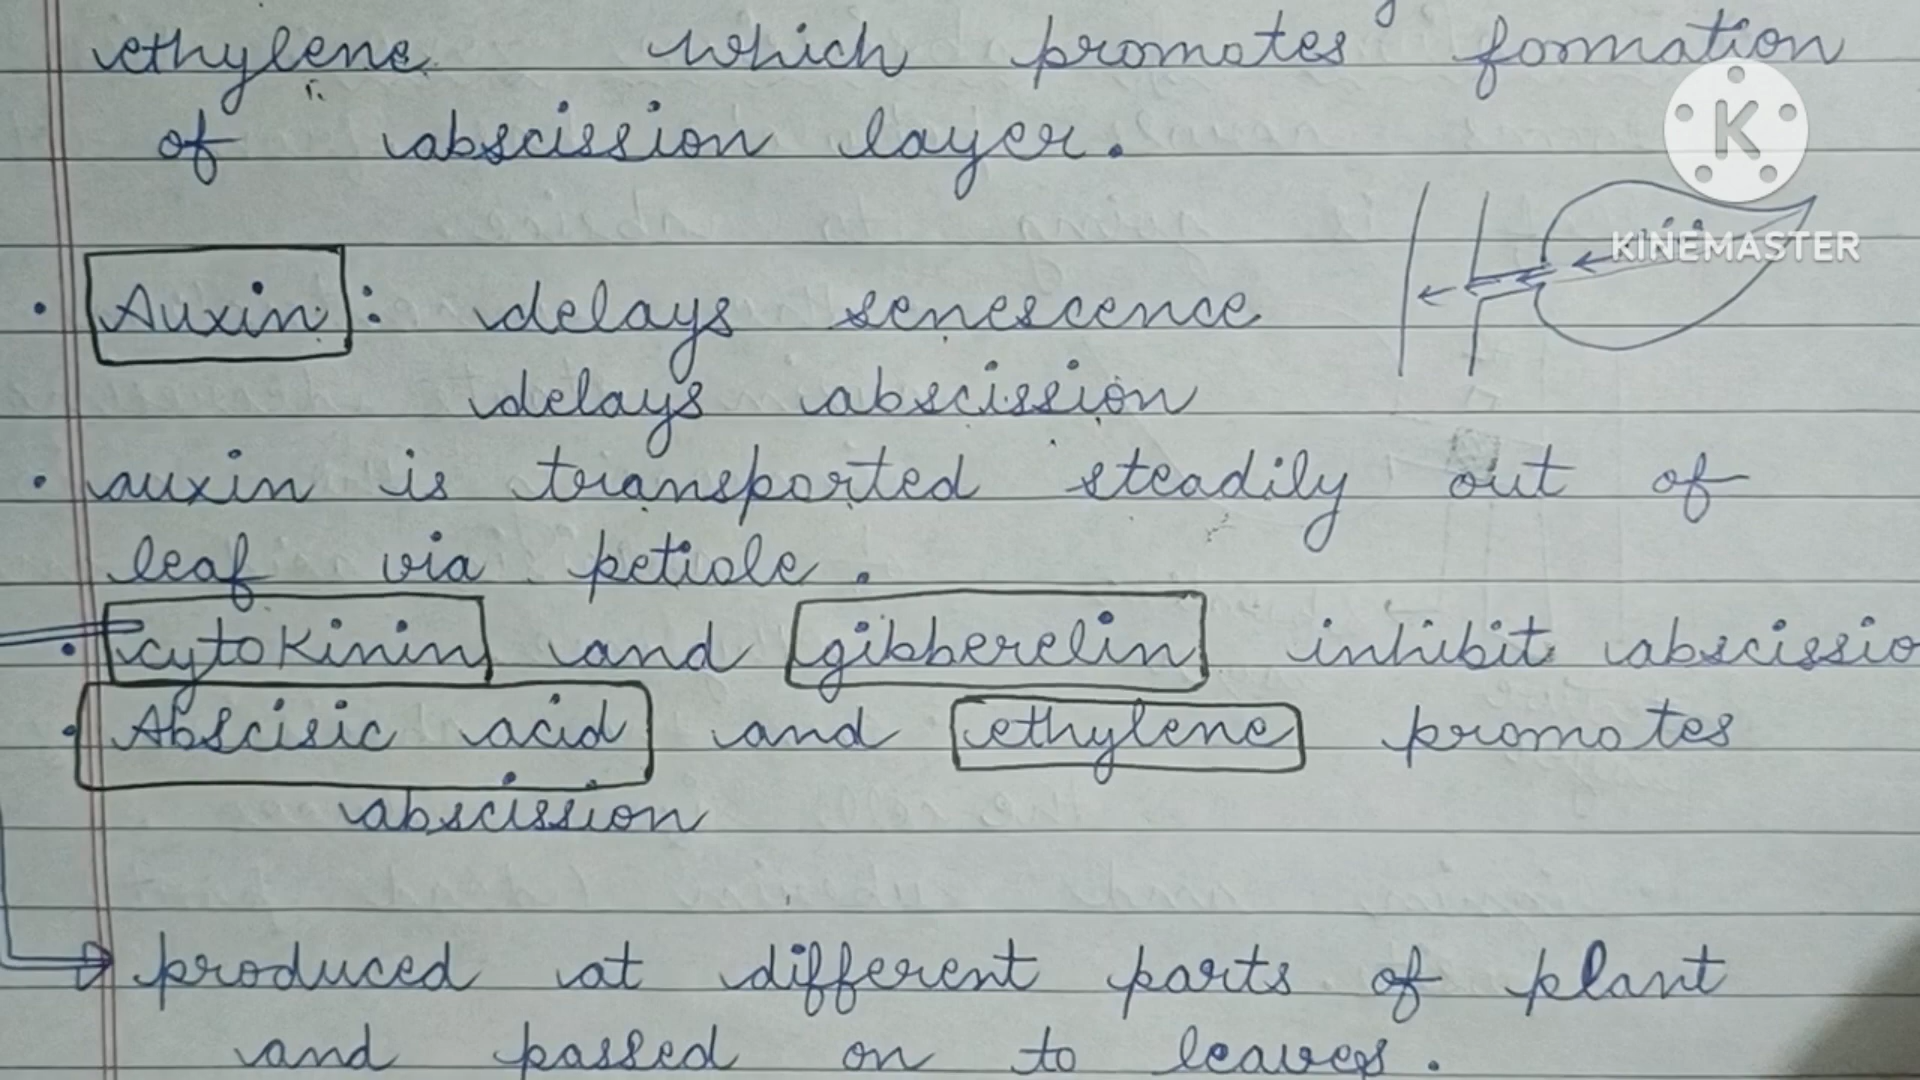 ethylene which promotes formation
of abscission layer.
K
KINEMASTER
• Auxin : delays senescence
delays abscission
• auxin is transported steadily out of
leaf via petiole.
• cytokinin and gibberelin inhibit abscissio
• Abscisic acid and ethylene promotes
abscission
produced at different parts of plant
and passed on to leaves.